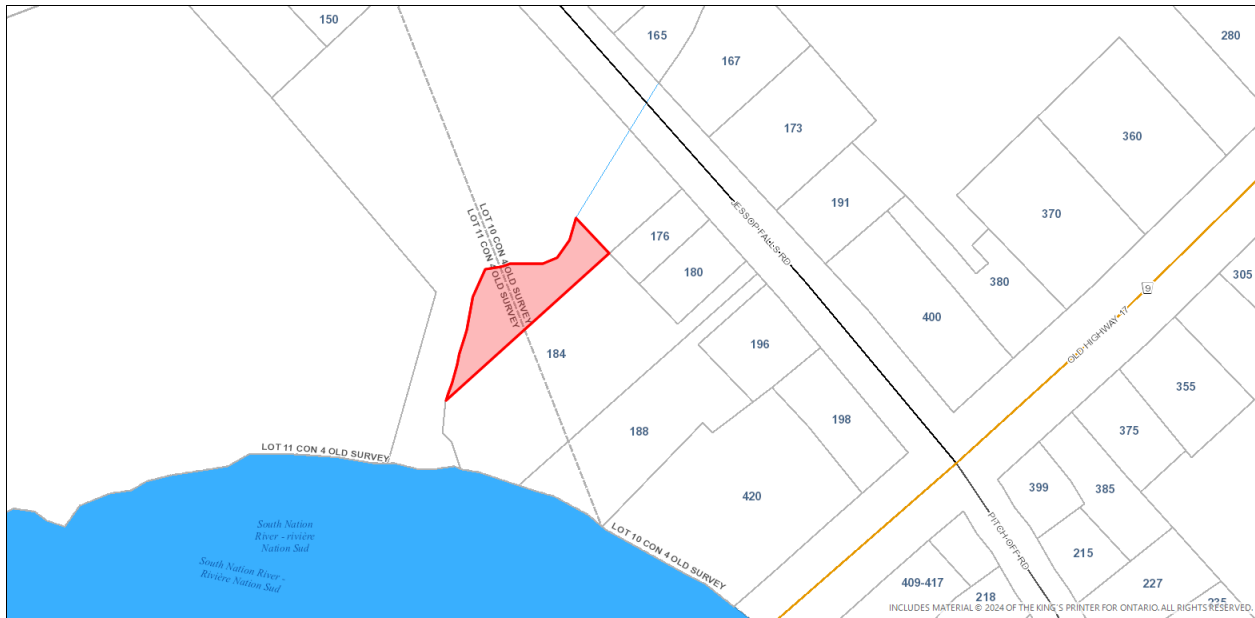 150
165
167
280
173
360
191
370
176
180
380
305
400
184
196
355
188
198
375
420
399
385
215
409-417
218
227
235
JESSOP FALLS RD
OLD HIGHWAY 17
9
PITCH OFF RD
LOT 10 CON 4 OLD SURVEY
LOT 11 CON 4 OLD SURVEY
LOT 11 CON 4 OLD SURVEY
LOT 10 CON 4 OLD SURVEY
South Nation
River - rivière
Nation Sud
South Nation River -
Rivière Nation Sud
INCLUDES MATERIAL © 2024 OF THE KING'S PRINTER FOR ONTARIO. ALL RIGHTS RESERVED.